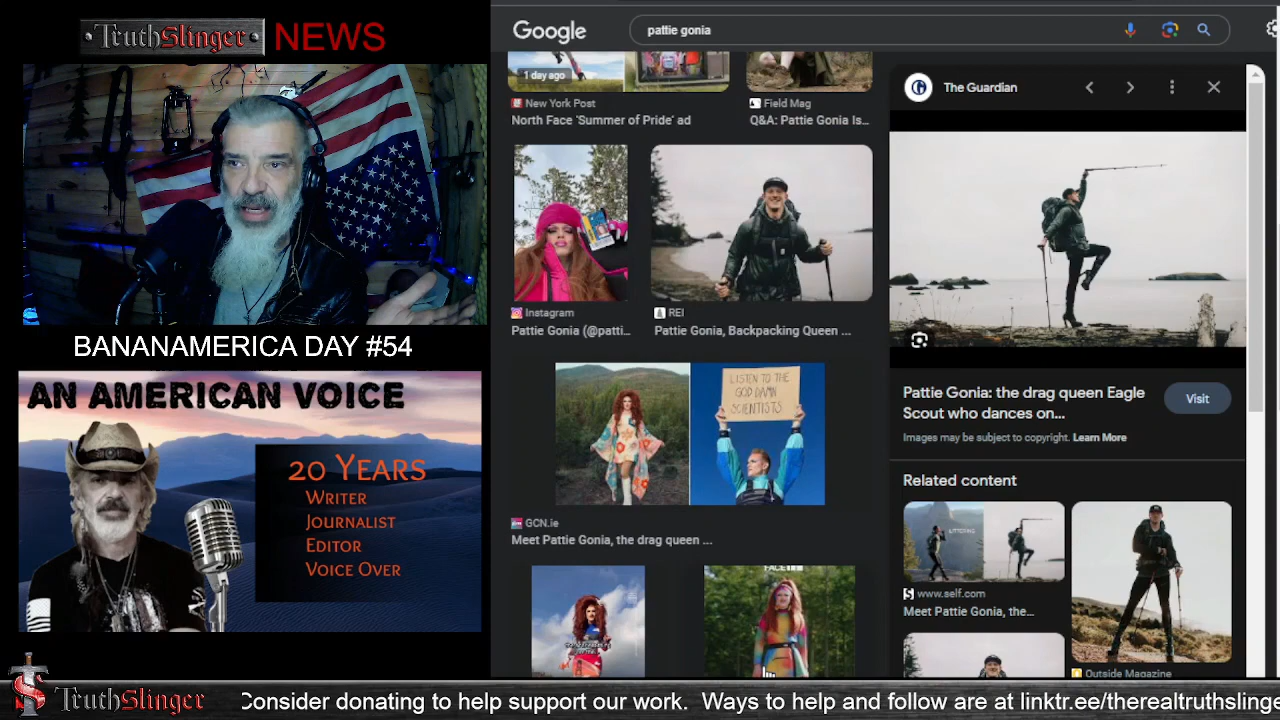 TruthSlinger NEWS
BANANAMERICA DAY #54
AN AMERICAN VOICE
20 YEARS
WRITER
JOURNALIST
EDITOR
VOICE OVER
Google
pattie gonia
1 day ago
New York Post
North Face 'Summer of Pride' ad
Field Mag
Q&A: Pattie Gonia Is...
Instagram
Pattie Gonia (@patti...
REI
Pattie Gonia, Backpacking Queen ...
LISTEN TO THE
GOD DAMN
SCIENTISTS
GCN.ie
Meet Pattie Gonia, the drag queen ...
The Guardian
Pattie Gonia: the drag queen Eagle
Scout who dances on...
Visit
Images may be subject to copyright. Learn More
Related content
www.self.com
Meet Pattie Gonia, the...
Outside Magazine
TruthSlinger
Consider donating to help support our work. Ways to help and follow are at linktr.ee/therealtruthslinge